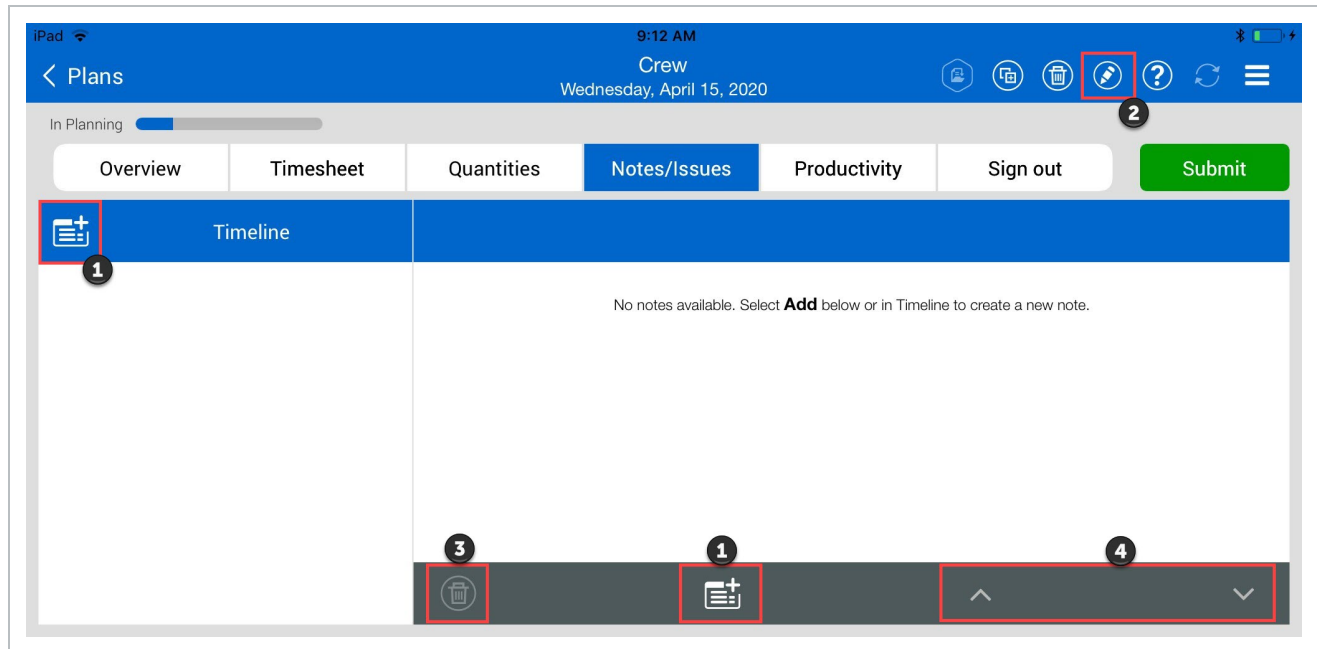 iPad 9:12 AM
Plans Crew
Wednesday, April 15, 2020
?
2
In Planning
Overview Timesheet Quantities Notes/Issues Productivity Sign out Submit
Timeline
1
No notes available. Select Add below or in Timeline to create a new note.
3 1 4